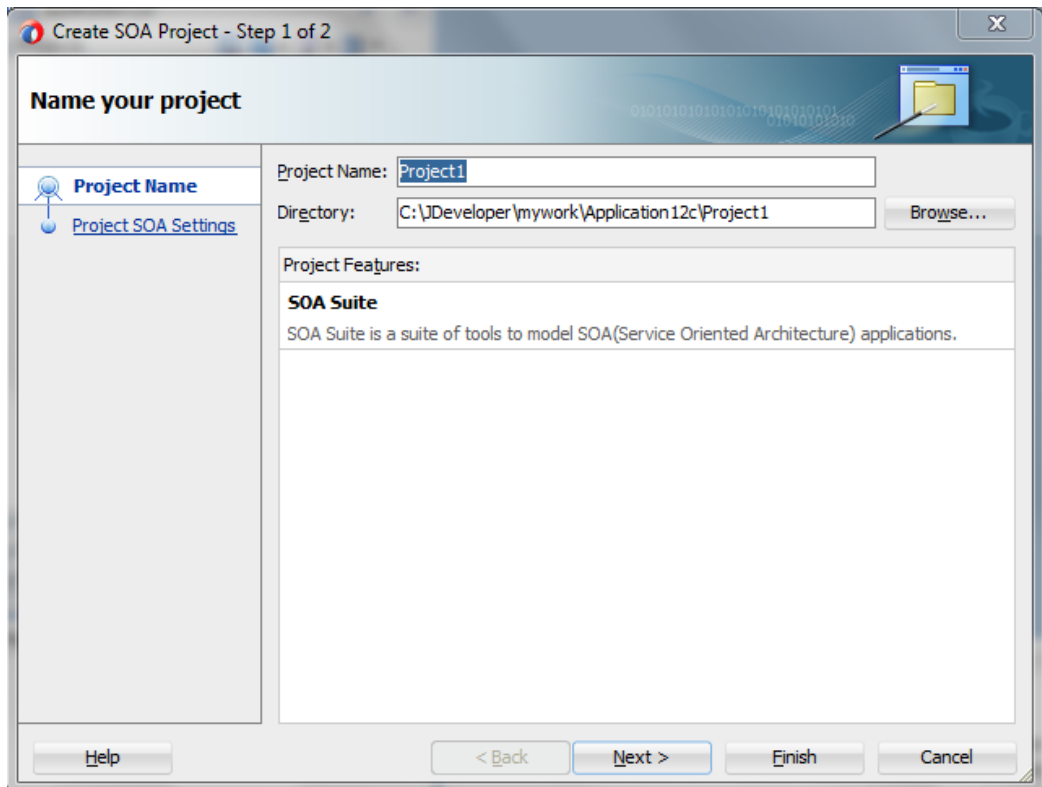 Create SOA Project - Step 1 of 2
X
Name your project
010101010101010101010101
01010101010
Project Name
Project SOA Settings
Project Name: Project1
Directory: C:\JDeveloper\mywork\Application12c\Project1 Browse...
Project Features:
SOA Suite
SOA Suite is a suite of tools to model SOA(Service Oriented Architecture) applications.
Help < Back Next > Finish Cancel